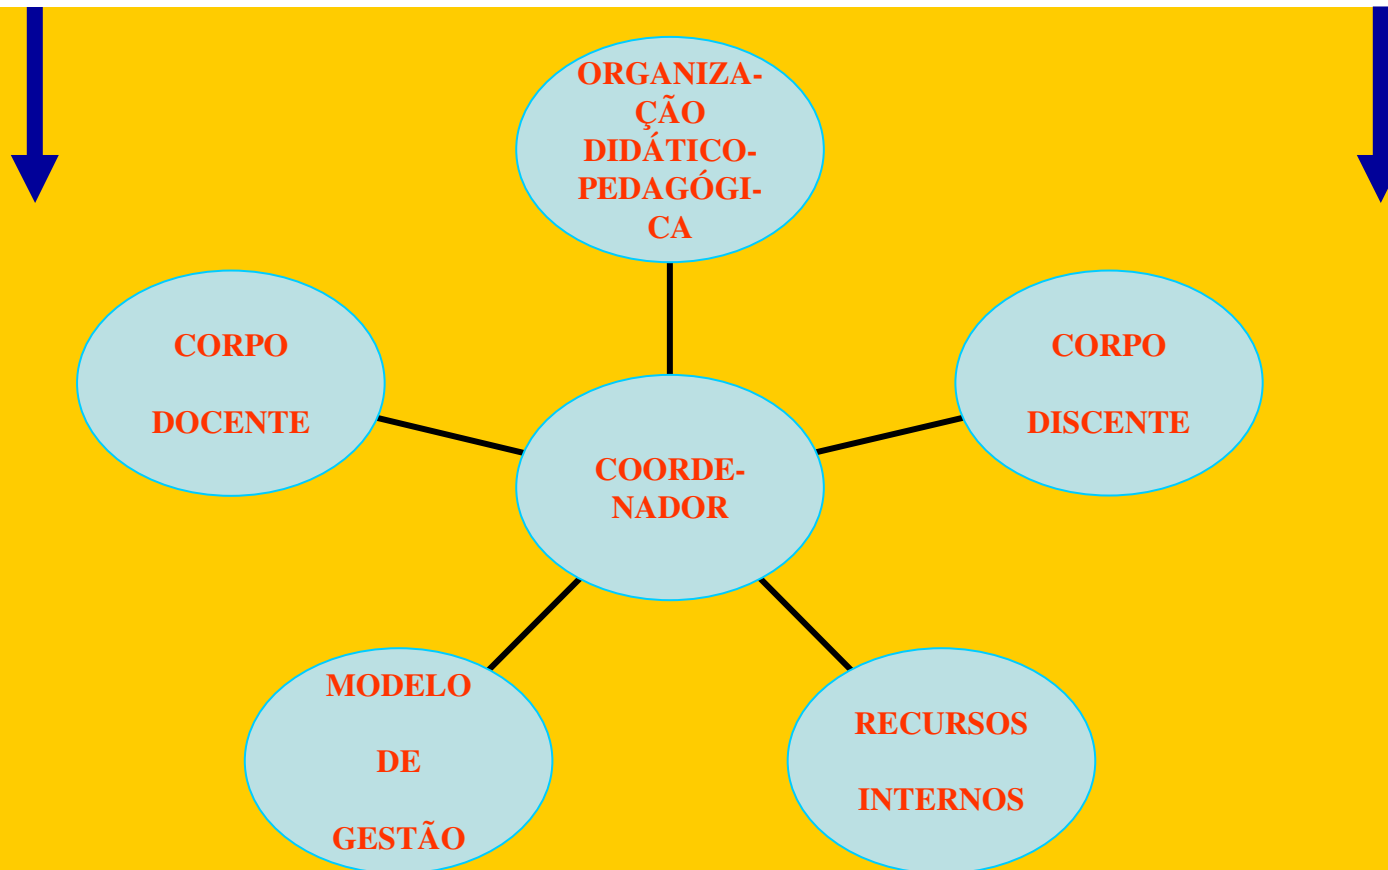 ORGANIZA-
ÇÃO
DIDÁTICO-
PEDAGÓGI-
CA
CORPO
DOCENTE
CORPO
DISCENTE
COORDE-
NADOR
MODELO
DE
GESTÃO
RECURSOS
INTERNOS